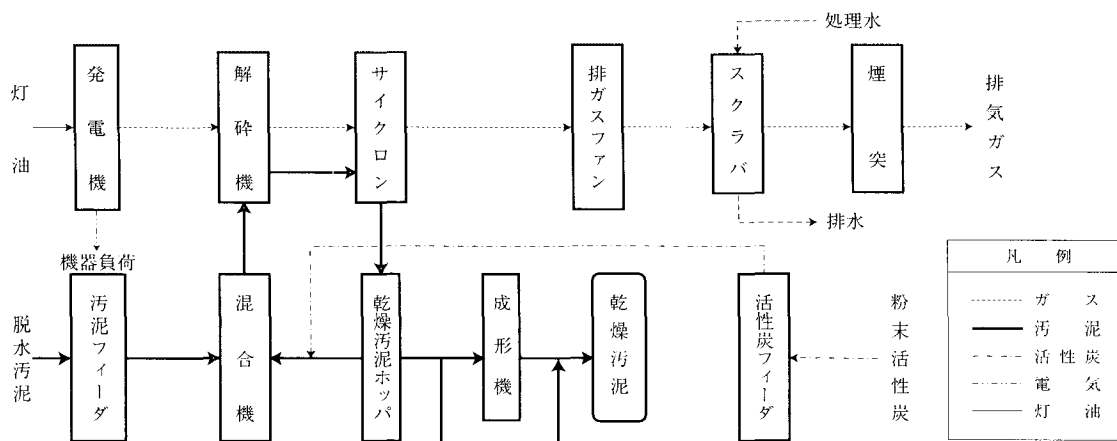 処理水
灯油
発電機
解砕機
サイクロン
排ガスファン
スクラバ
煙突
排気ガス
排水
機器負荷
脱水汚泥
汚泥フィーダ
混合機
乾燥汚泥ホッパ
成形機
乾燥汚泥
活性炭フィーダ
粉末活性炭
凡 例
ガス
汚泥
活性炭
電気
灯油